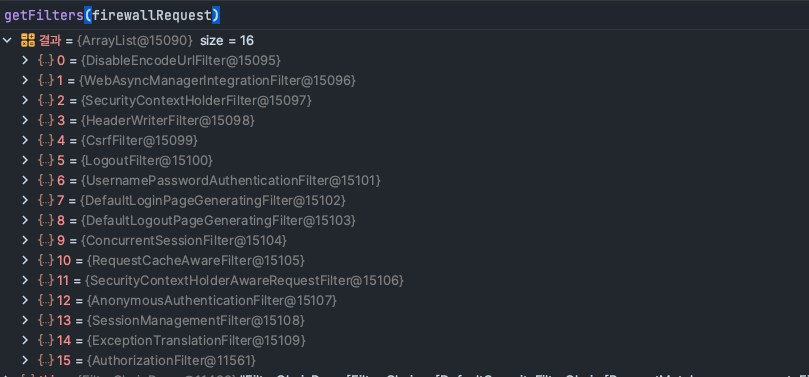 getFilters(firewallRequest)
결과 = {ArrayList@15090} size = 16
{..} 0 = {DisableEncodeUrlFilter@15095}
{..} 1 = {WebAsyncManagerIntegrationFilter@15096}
{..} 2 = {SecurityContextHolderFilter@15097}
{..} 3 = {HeaderWriterFilter@15098}
{..} 4 = {CsrfFilter@15099}
{..} 5 = {LogoutFilter@15100}
{..} 6 = {UsernamePasswordAuthenticationFilter@15101}
{..} 7 = {DefaultLoginPageGeneratingFilter@15102}
{..} 8 = {DefaultLogoutPageGeneratingFilter@15103}
{..} 9 = {ConcurrentSessionFilter@15104}
{..} 10 = {RequestCacheAwareFilter@15105}
{..} 11 = {SecurityContextHolderAwareRequestFilter@15106}
{..} 12 = {AnonymousAuthenticationFilter@15107}
{..} 13 = {SessionManagementFilter@15108}
{..} 14 = {ExceptionTranslationFilter@15109}
{..} 15 = {AuthorizationFilter@11561}